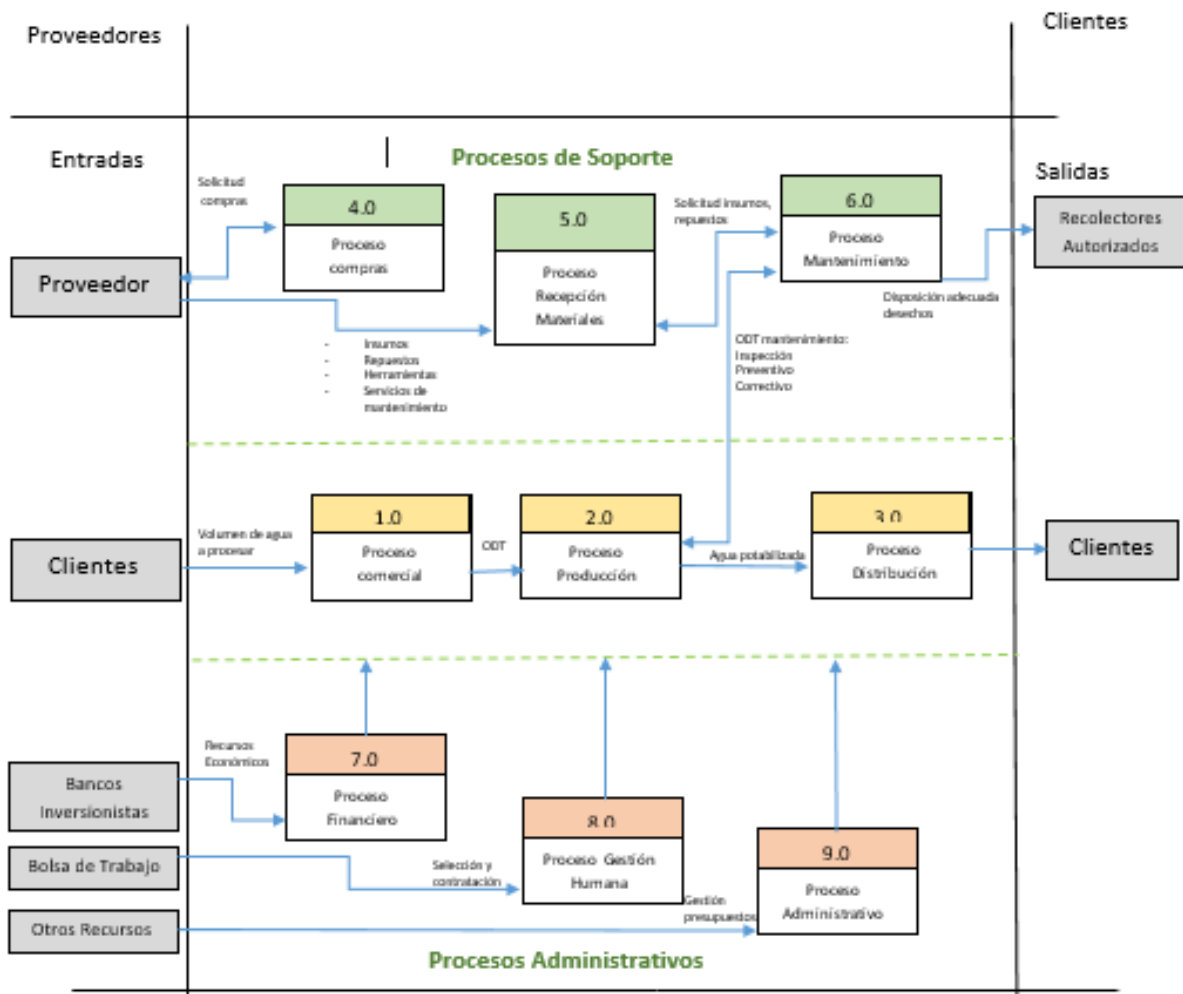 Proveedores
Clientes
Entradas
Procesos de Soporte
Salidas
Solicitud
compras
4.0
Proceso
compras
5.0
Proceso
Recepción
Materiales
Solicitud insumos,
repuestos
6.0
Proceso
Mantenimiento
Recolectores
Autorizados
Proveedor
Disposición adecuada
desechos
- Insumos
- Repuestos
- Herramientas
- Servicios de
mantenimiento
ODT mantenimiento:
Inspección
Preventivo
Correctivo
Clientes
Volumen de agua
a procesar
1.0
Proceso
comercial
ODT
2.0
Proceso
Producción
Agua potabilizada
3.0
Proceso
Distribución
Clientes
Bancos
Inversionistas
Recursos
Económicos
7.0
Proceso
Financiero
Bolsa de Trabajo
Selección y
contratación
8.0
Proceso Gestión
Humana
Otros Recursos
Gestión
presupuestos
9.0
Proceso
Administrativo
Procesos Administrativos